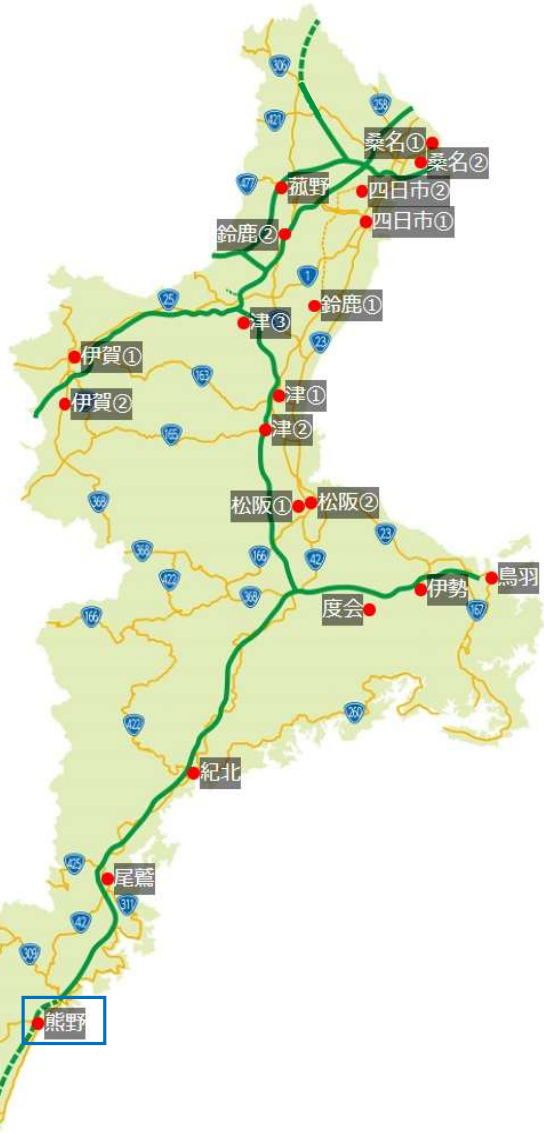 306
258
421
桑名①
桑名②
477
菰野
四日市②
四日市①
鈴鹿②
1
25
鈴鹿①
津③
23
伊賀①
163
伊賀②
津①
165
津②
368
松阪①
松阪②
23
368
166
42
422
368
鳥羽
伊勢
度会
167
166
260
422
紀北
425
尾鷲
311
42
309
熊野